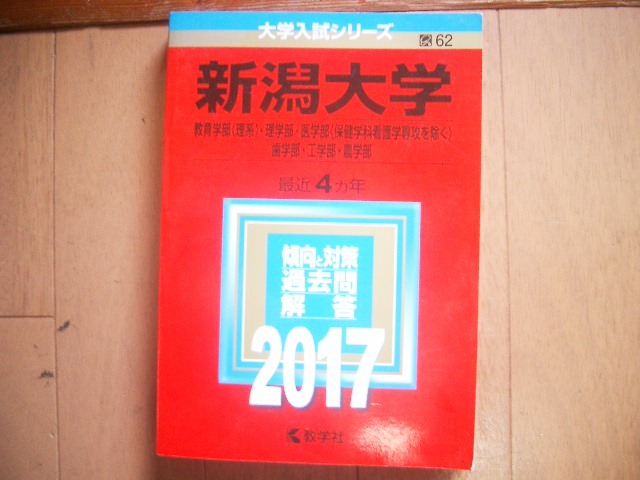 大学入試シリーズ
62
新潟大学
教育学部〈理系〉・理学部・医学部〈保健学科看護学専攻を除く〉
歯学部・工学部・農学部
最近4カ年
傾向と対策
過去問
解答
2017
教学社